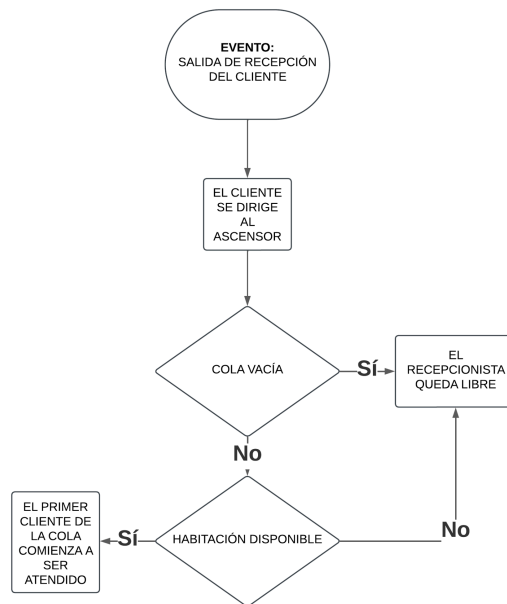 EVENTO:
SALIDA DE RECEPCIÓN
DEL CLIENTE
EL CLIENTE
SE DIRIGE
AL
ASCENSOR
COLA VACÍA
Sí
EL
RECEPCIONISTA
QUEDA LIBRE
No
HABITACIÓN DISPONIBLE
Sí
EL PRIMER
CLIENTE DE
LA COLA
COMIENZA A
SER
ATENDIDO
No